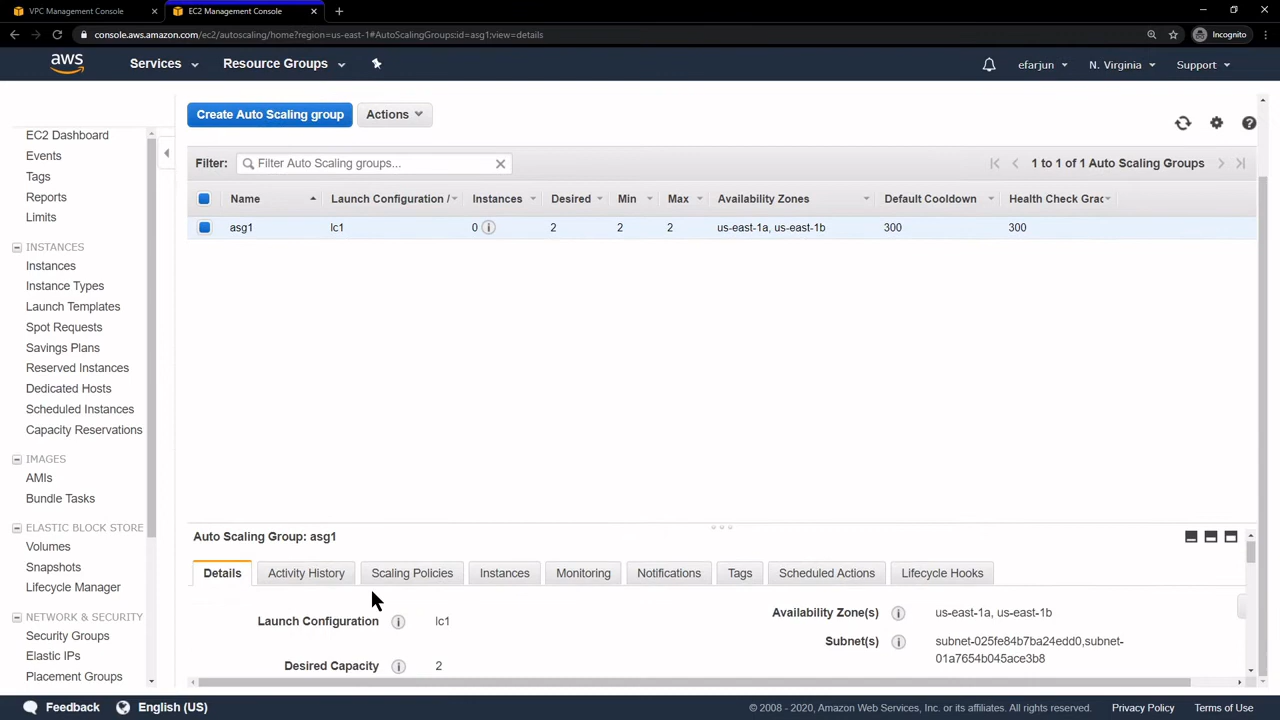 VPC Management Console
EC2 Management Console
console.aws.amazon.com/ec2/autoscaling/home?region=us-east-1#AutoScalingGroups:id=asg1;view=details
Incognito
aws
Services
Resource Groups
efarjun
N. Virginia
Support
EC2 Dashboard
Events
Tags
Reports
Limits
INSTANCES
Instances
Instance Types
Launch Templates
Spot Requests
Savings Plans
Reserved Instances
Dedicated Hosts
Scheduled Instances
Capacity Reservations
IMAGES
AMIs
Bundle Tasks
ELASTIC BLOCK STORE
Volumes
Snapshots
Lifecycle Manager
NETWORK & SECURITY
Security Groups
Elastic IPs
Placement Groups
Create Auto Scaling group
Actions
Filter:
Filter Auto Scaling groups...
1 to 1 of 1 Auto Scaling Groups
Name Launch Configuration / Instances Desired Min Max Availability Zones Default Cooldown Health Check Grac
asg1 lc1 0 2 2 2 us-east-1a, us-east-1b 300 300
Auto Scaling Group: asg1
Details Activity History Scaling Policies Instances Monitoring Notifications Tags Scheduled Actions Lifecycle Hooks
Launch Configuration lc1
Desired Capacity 2
Availability Zone(s) us-east-1a, us-east-1b
Subnet(s) subnet-025fe84b7ba24edd0,subnet-
01a7654b045ace3b8
Feedback
English (US)
© 2008 - 2020, Amazon Web Services, Inc. or its affiliates. All rights reserved.
Privacy Policy
Terms of Use